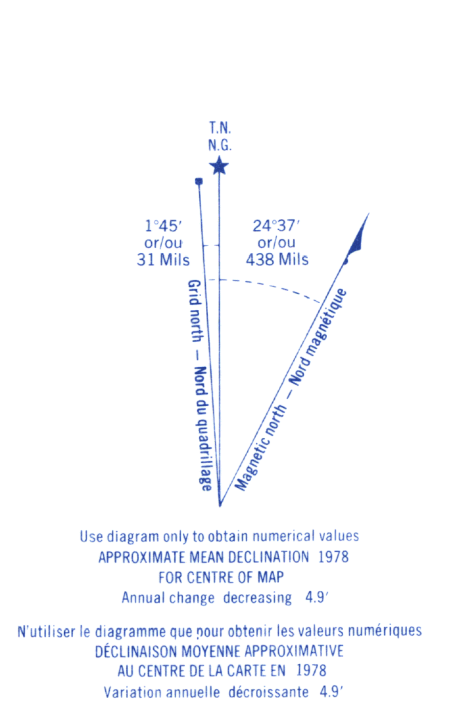 T.N.
N.G.
1°45′
or/ou
31 Mils
24°37′
or/ou
438 Mils
Grid north — Nord du quadrillage
Magnetic north — Nord magnétique
Use diagram only to obtain numerical values
APPROXIMATE MEAN DECLINATION 1978
FOR CENTRE OF MAP
Annual change decreasing 4.9′
N'utiliser le diagramme que pour obtenir les valeurs numériques
DÉCLINAISON MOYENNE APPROXIMATIVE
AU CENTRE DE LA CARTE EN 1978
Variation annuelle décroissante 4.9′